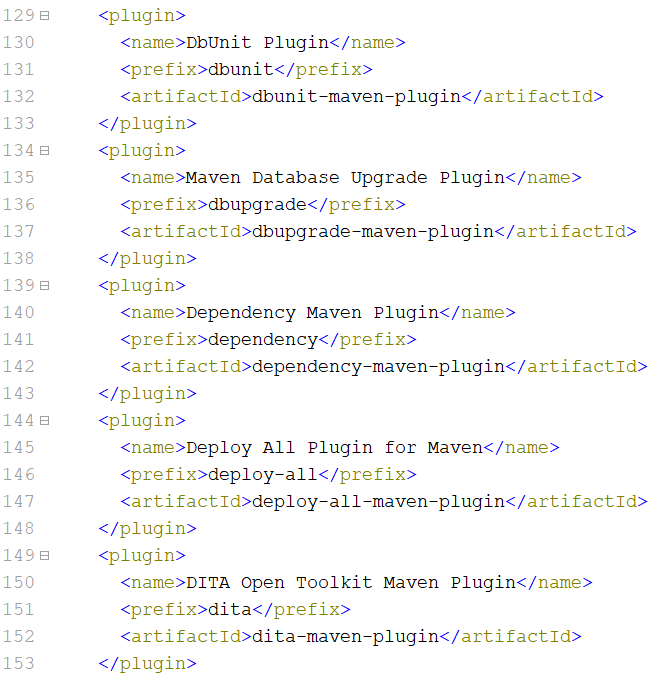 129 <plugin>
130 <name>DbUnit Plugin</name>
131 <prefix>dbunit</prefix>
132 <artifactId>dbunit-maven-plugin</artifactId>
133 </plugin>
134 <plugin>
135 <name>Maven Database Upgrade Plugin</name>
136 <prefix>dbupgrade</prefix>
137 <artifactId>dbupgrade-maven-plugin</artifactId>
138 </plugin>
139 <plugin>
140 <name>Dependency Maven Plugin</name>
141 <prefix>dependency</prefix>
142 <artifactId>dependency-maven-plugin</artifactId>
143 </plugin>
144 <plugin>
145 <name>Deploy All Plugin for Maven</name>
146 <prefix>deploy-all</prefix>
147 <artifactId>deploy-all-maven-plugin</artifactId>
148 </plugin>
149 <plugin>
150 <name>DITA Open Toolkit Maven Plugin</name>
151 <prefix>dita</prefix>
152 <artifactId>dita-maven-plugin</artifactId>
153 </plugin>